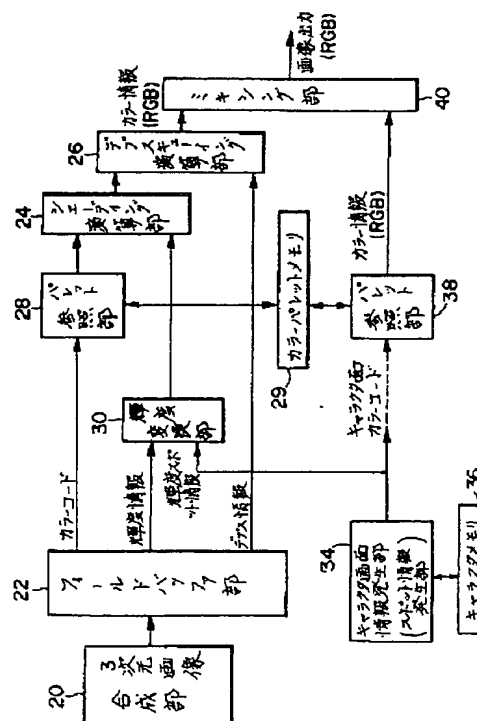 20
3次元画像
合成部
22
フィールドバッファ部
カラーコード
輝度情報
輝度スポット情報
デプス情報
28
パレット
参照部
30
輝度
変換部
24
シェーディング
演算部
26
デプスキューイング
演算部
カラー情報
(RGB)
29
カラーパレットメモリ
34
キャラクタ画面
情報発生部
(スポット情報
発生部)
36
キャラクタメモリ
キャラクタ画面
カラーコード
パレット
参照部
38
カラー情報
(RGB)
ミキシング部
40
画像出力
(RGB)